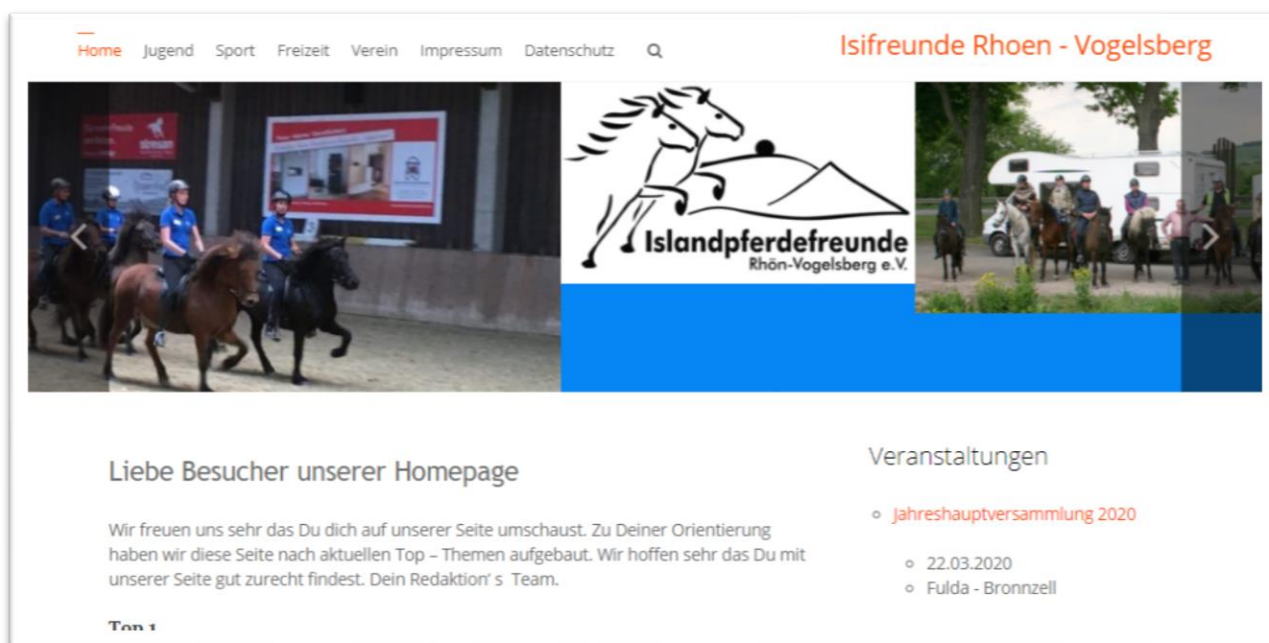 Home Jugend Sport Freizeit Verein Impressum Datenschutz
Isifreunde Rhoen - Vogelsberg
Islandpferdefreunde
Rhön-Vogelsberg e.V.
Liebe Besucher unserer Homepage
Wir freuen uns sehr das Du dich auf unserer Seite umschaust. Zu Deiner Orientierung
haben wir diese Seite nach aktuellen Top – Themen aufgebaut. Wir hoffen sehr das Du mit
unserer Seite gut zurecht findest. Dein Redaktion’ s Team.
Top 1
Veranstaltungen
Jahreshauptversammlung 2020
22.03.2020
Fulda - Bronnzell